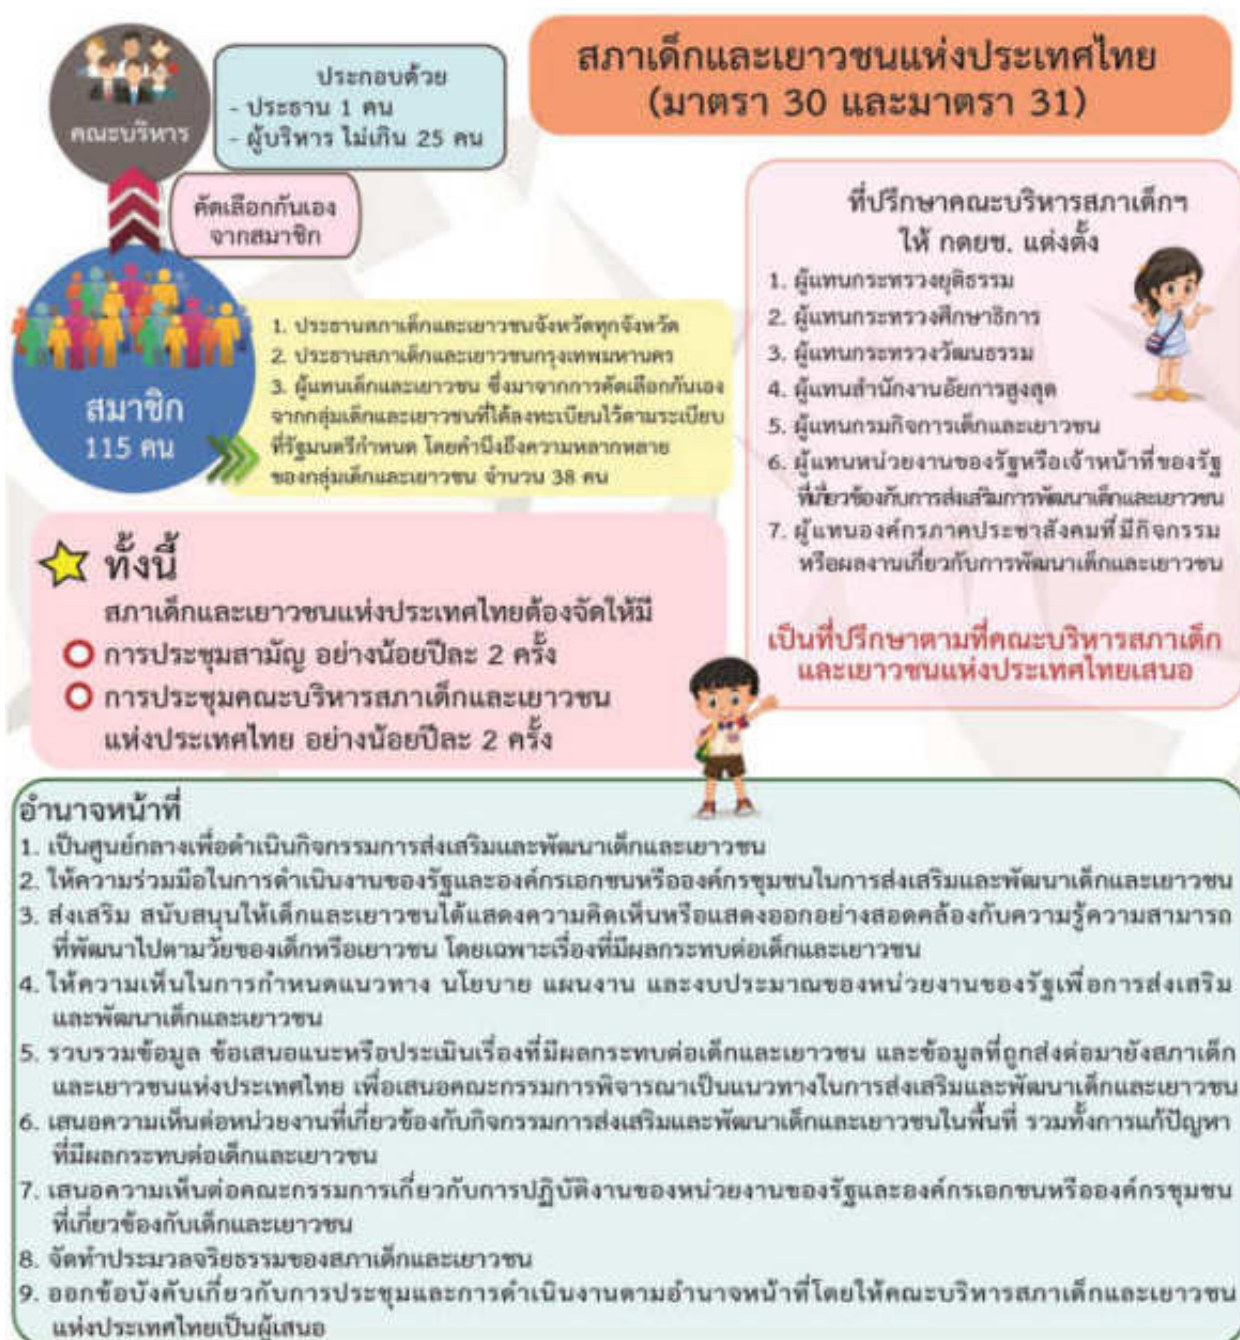 สภาเด็กและเยาวชนแห่งประเทศไทย
(มาตรา 30 และมาตรา 31)
คณะบริหาร
ประกอบด้วย
- ประธาน 1 คน
- ผู้บริหาร ไม่เกิน 25 คน
คัดเลือกกันเอง
จากสมาชิก
สมาชิก
115 คน
1. ประธานสภาเด็กและเยาวชนจังหวัดทุกจังหวัด
2. ประธานสภาเด็กและเยาวชนกรุงเทพมหานคร
3. ผู้แทนเด็กและเยาวชน ซึ่งมาจากการคัดเลือกกันเอง
จากกลุ่มเด็กและเยาวชนที่ได้ลงทะเบียนไว้ตามระเบียบ
ที่รัฐมนตรีกำหนด โดยคำนึงถึงความหลากหลาย
ของกลุ่มเด็กและเยาวชน จำนวน 38 คน
ที่ปรึกษาคณะบริหารสภาเด็กฯ
ให้ กดยช. แต่งตั้ง
1. ผู้แทนกระทรวงยุติธรรม
2. ผู้แทนกระทรวงศึกษาธิการ
3. ผู้แทนกระทรวงวัฒนธรรม
4. ผู้แทนสำนักงานอัยการสูงสุด
5. ผู้แทนกรมกิจการเด็กและเยาวชน
6. ผู้แทนหน่วยงานของรัฐหรือเจ้าหน้าที่ของรัฐ
ที่เกี่ยวข้องกับการส่งเสริมการพัฒนาเด็กและเยาวชน
7. ผู้แทนองค์กรภาคประชาสังคมที่มีกิจกรรม
หรือผลงานเกี่ยวกับการพัฒนาเด็กและเยาวชน
เป็นที่ปรึกษาตามที่คณะบริหารสภาเด็ก
และเยาวชนแห่งประเทศไทยเสนอ
ทั้งนี้
สภาเด็กและเยาวชนแห่งประเทศไทยต้องจัดให้มี
การประชุมสามัญ อย่างน้อยปีละ 2 ครั้ง
การประชุมคณะบริหารสภาเด็กและเยาวชน
แห่งประเทศไทย อย่างน้อยปีละ 2 ครั้ง
อำนาจหน้าที่
1. เป็นศูนย์กลางเพื่อดำเนินกิจกรรมการส่งเสริมและพัฒนาเด็กและเยาวชน
2. ให้ความร่วมมือในการดำเนินงานของรัฐและองค์กรเอกชนหรือองค์กรชุมชนในการส่งเสริมและพัฒนาเด็กและเยาวชน
3. ส่งเสริม สนับสนุนให้เด็กและเยาวชนได้แสดงความคิดเห็นหรือแสดงออกอย่างสอดคล้องกับความรู้ความสามารถ
ที่พัฒนาไปตามวัยของเด็กหรือเยาวชน โดยเฉพาะเรื่องที่มีผลกระทบต่อเด็กและเยาวชน
4. ให้ความเห็นในการกำหนดแนวทาง นโยบาย แผนงาน และงบประมาณของหน่วยงานของรัฐเพื่อการส่งเสริม
และพัฒนาเด็กและเยาวชน
5. รวบรวมข้อมูล ข้อเสนอแนะหรือประเมินเรื่องที่มีผลกระทบต่อเด็กและเยาวชน และข้อมูลที่ถูกส่งต่อมายังสภาเด็ก
และเยาวชนแห่งประเทศไทย เพื่อเสนอคณะกรรมการพิจารณาเป็นแนวทางในการส่งเสริมและพัฒนาเด็กและเยาวชน
6. เสนอความเห็นต่อหน่วยงานที่เกี่ยวข้องกับกิจกรรมการส่งเสริมและพัฒนาเด็กและเยาวชนในพื้นที่ รวมทั้งการแก้ปัญหา
ที่มีผลกระทบต่อเด็กและเยาวชน
7. เสนอความเห็นต่อคณะกรรมการเกี่ยวกับการปฏิบัติงานของหน่วยงานของรัฐและองค์กรเอกชนหรือองค์กรชุมชน
ที่เกี่ยวข้องกับเด็กและเยาวชน
8. จัดทำประมวลจริยธรรมของสภาเด็กและเยาวชน
9. ออกข้อบังคับเกี่ยวกับการประชุมและการดำเนินงานตามอำนาจหน้าที่โดยให้คณะบริหารสภาเด็กและเยาวชน
แห่งประเทศไทยเป็นผู้เสนอ